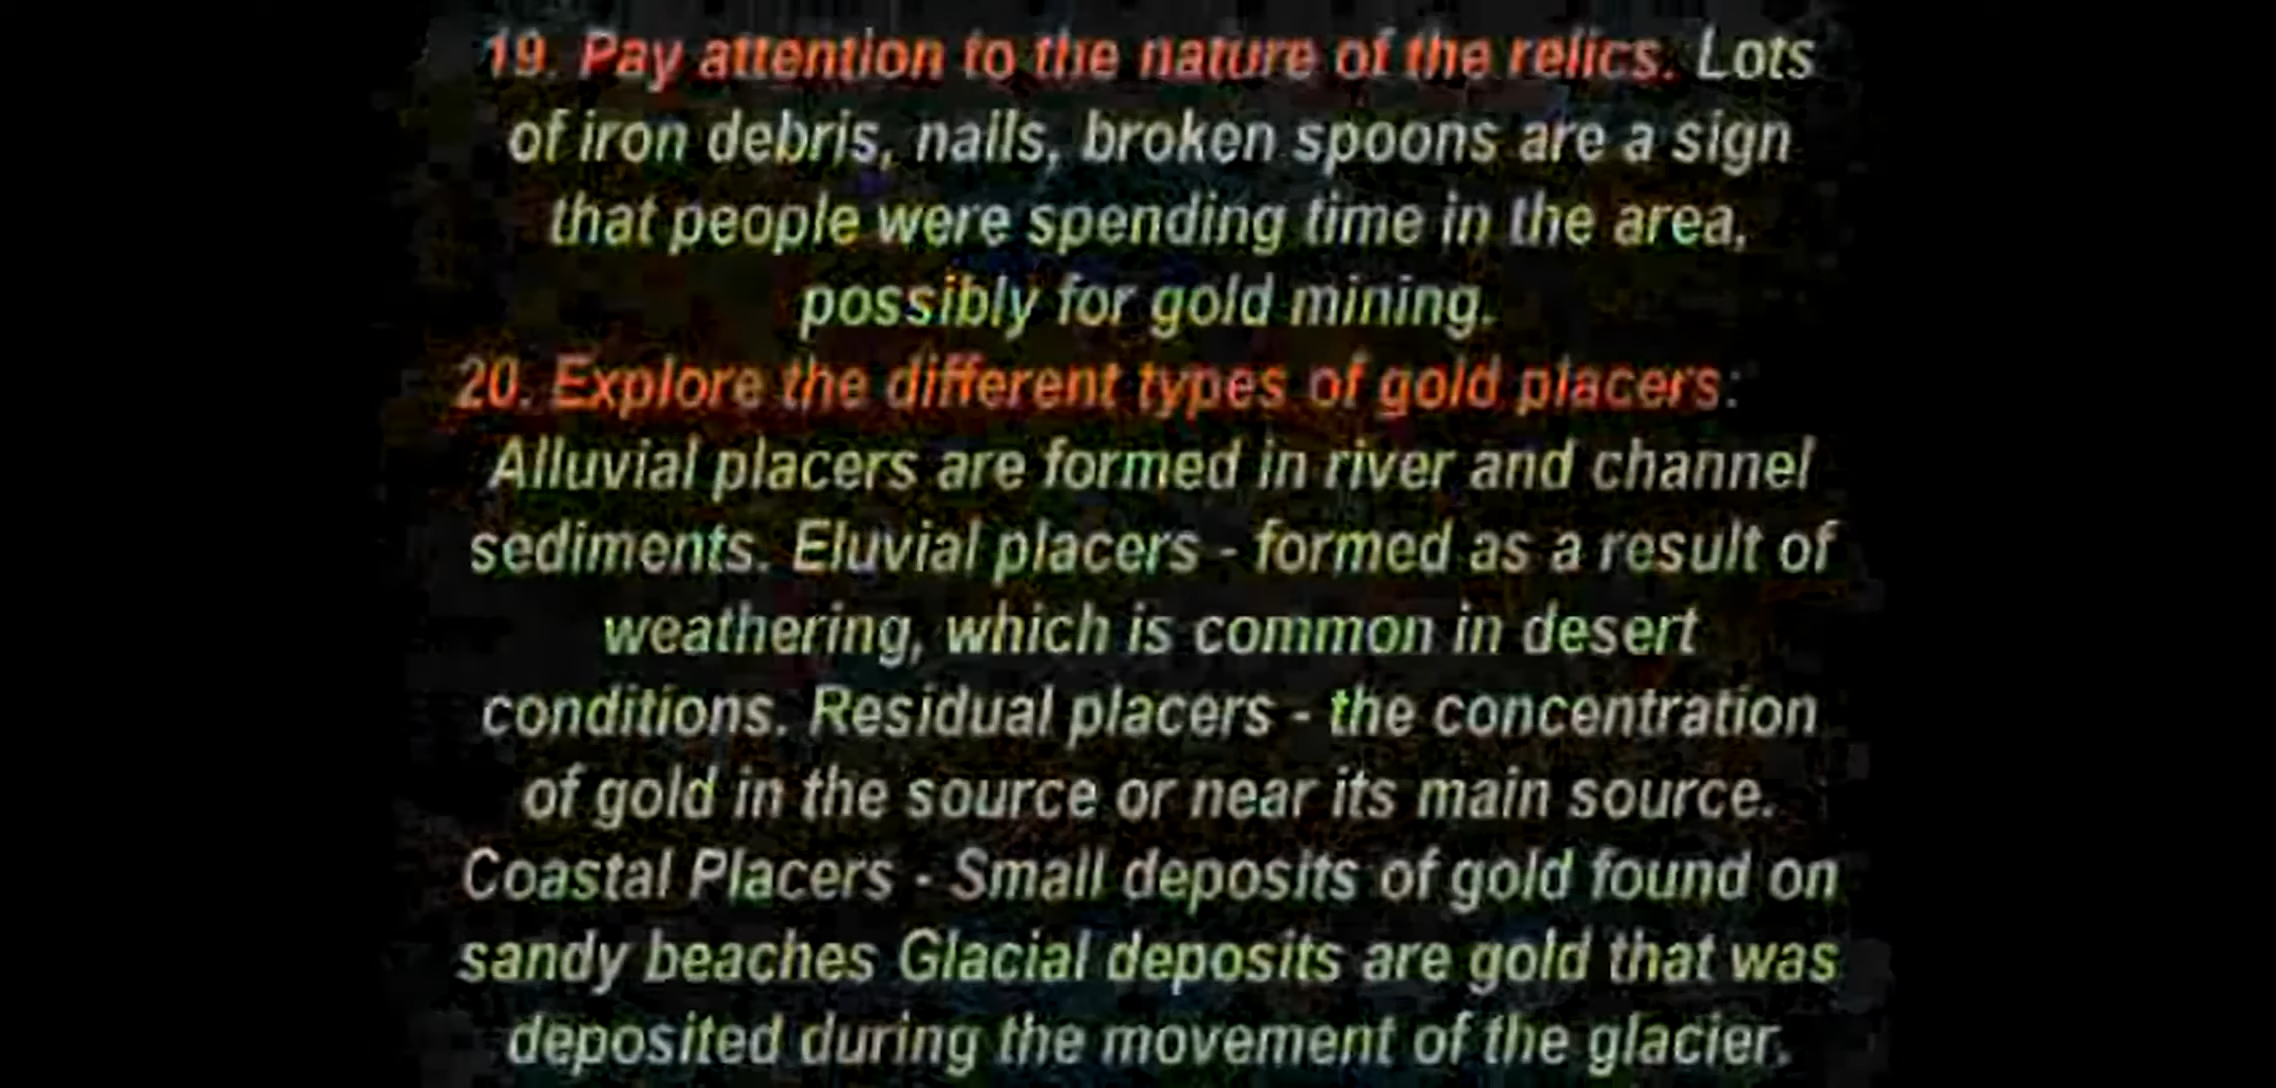 19. Pay attention to the nature of the relics. Lots
of iron debris, nails, broken spoons are a sign
that people were spending time in the area,
possibly for gold mining.
20. Explore the different types of gold placers:
Alluvial placers are formed in river and channel
sediments. Eluvial placers - formed as a result of
weathering, which is common in desert
conditions. Residual placers - the concentration
of gold in the source or near its main source.
Coastal Placers - Small deposits of gold found on
sandy beaches Glacial deposits are gold that was
deposited during the movement of the glacier.